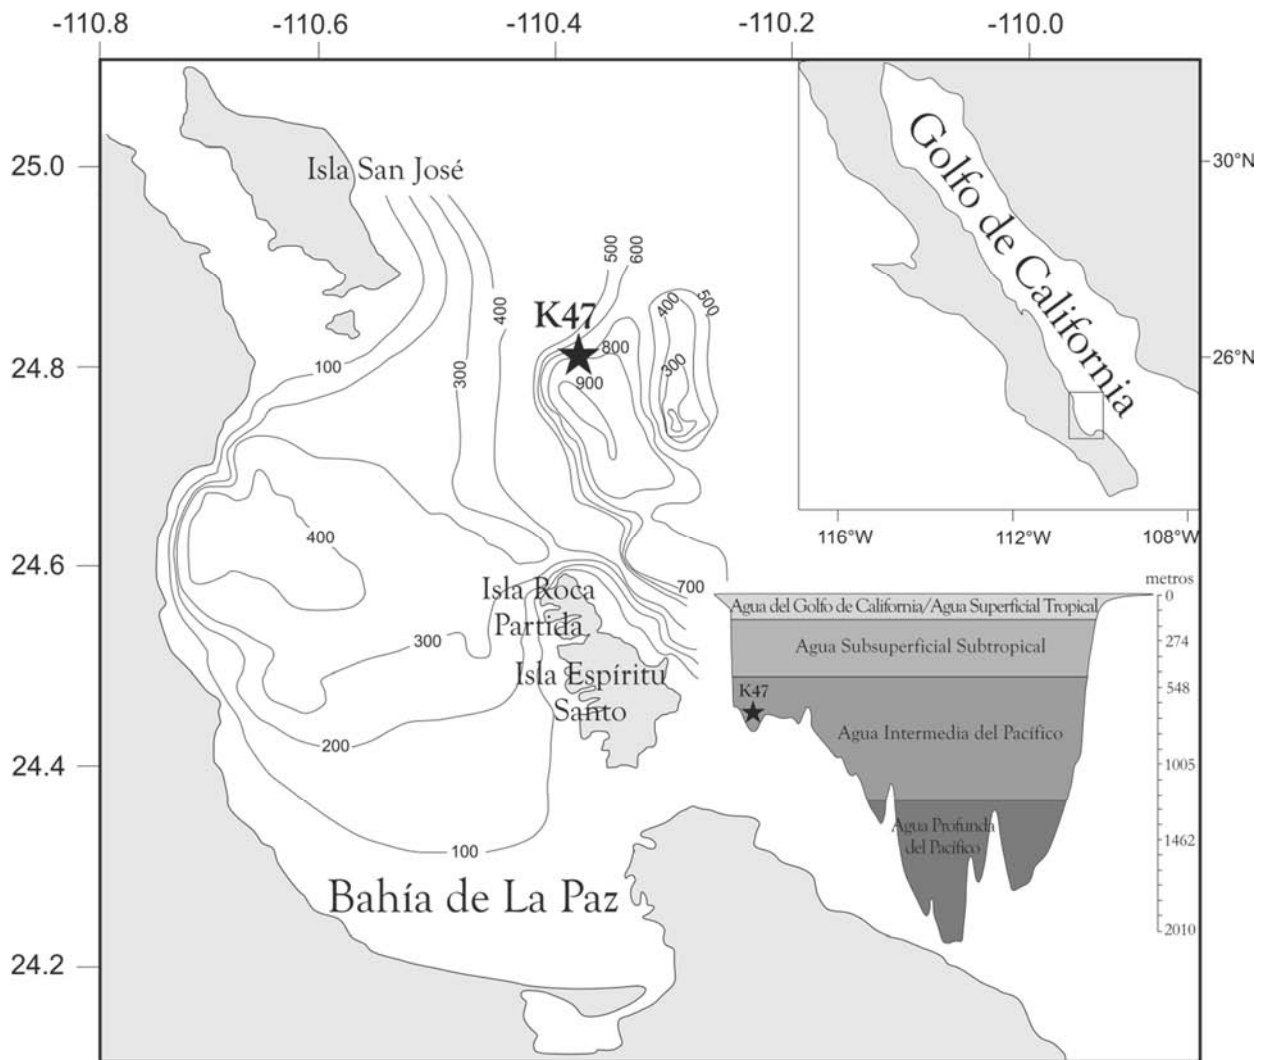 -110.8
-110.6
-110.4
-110.2
-110.0
25.0
24.8
24.6
24.4
24.2
Isla San José
500
600
400
K47
100
300
800
900
400
500
300
400
300
200
100
700
Isla Roca
Partida
Isla Espíritu
Santo
Bahía de La Paz
Golfo de California
30°N
26°N
116°W
112°W
108°W
metros
0
274
548
1005
1462
2010
Agua del Golfo de California/Agua Superficial Tropical
Agua Subsuperficial Subtropical
K47
Agua Intermedia del Pacífico
Agua Profunda
del Pacífico